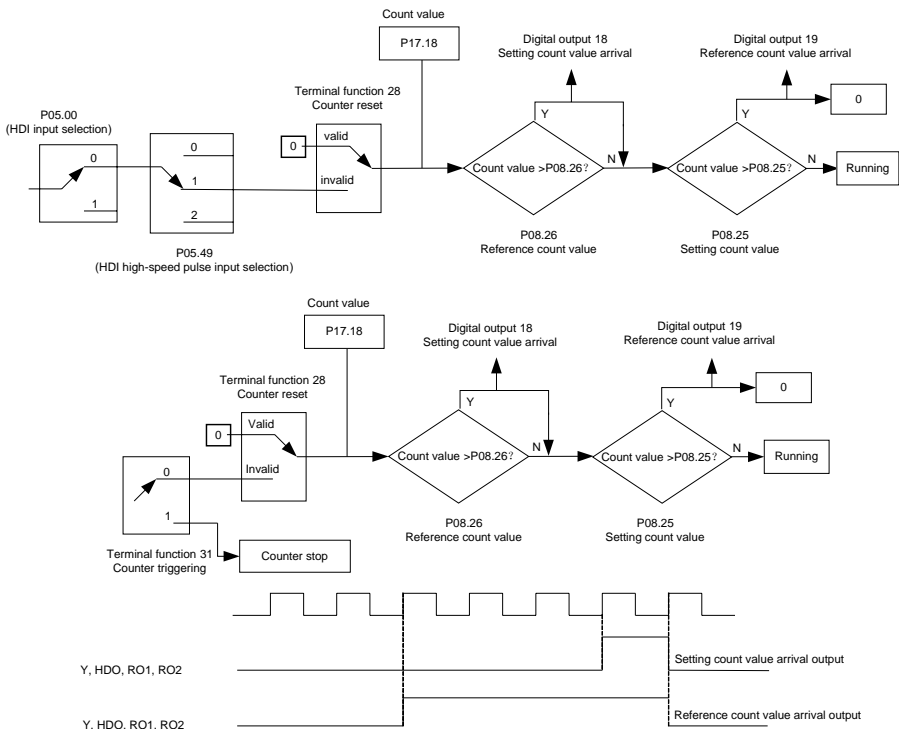 Count value
P17.18
Digital output 18
Setting count value arrival
Digital output 19
Reference count value arrival
0
Terminal function 28
Counter reset
P05.00
(HDI input selection)
0
1
0
1
2
P05.49
(HDI high-speed pulse input selection)
0
valid
invalid
Y
Count value >P08.26?
N
Y
Count value >P08.25?
N
Running
P08.26
Reference count value
P08.25
Setting count value
Count value
P17.18
Digital output 18
Setting count value arrival
Digital output 19
Reference count value arrival
0
Terminal function 28
Counter reset
0
Valid
Invalid
0
1
Terminal function 31
Counter triggering
Counter stop
Y
Count value >P08.26?
N
Y
Count value >P08.25?
N
Running
P08.26
Reference count value
P08.25
Setting count value
Y, HDO, RO1, RO2
Setting count value arrival output
Y, HDO, RO1, RO2
Reference count value arrival output